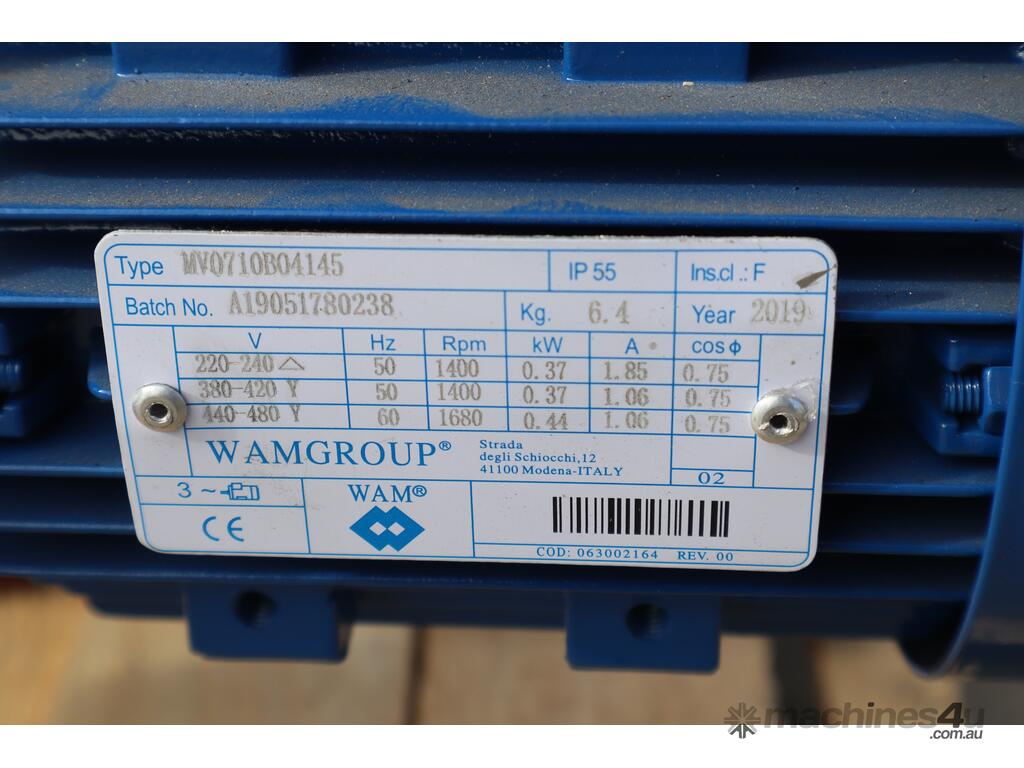 Type MV0710B04145 IP 55 Ins.cl .: F
Batch No. A19051780238 Kg. 6.4 Year 2019
V Hz Rpm kW A cosϕ
220-240 △ 50 1400 0.37 1.85 0.75
380-420 Y 50 1400 0.37 1.06 0.75
440-480 Y 60 1680 0.44 1.06 0.75
WAMGROUP® Strada
degli Schiocchi,12
41100 Modena-ITALY
02
3 ~
WAM®
CE
COD: 063002164 REV. 00
machines4u
.com.au